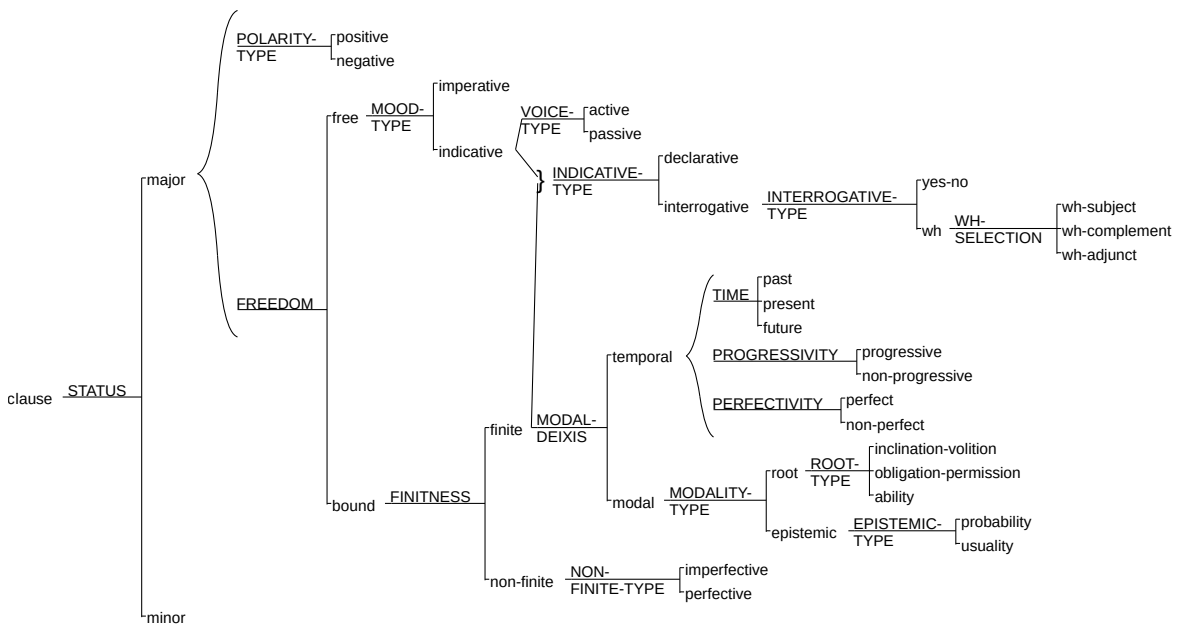 clause
STATUS
major
POLARITY-
TYPE
positive
negative
FREEDOM
free
MOOD-
TYPE
imperative
indicative
VOICE-
TYPE
active
passive
}
INDICATIVE-
TYPE
declarative
interrogative
INTERROGATIVE-
TYPE
yes-no
wh
WH-
SELECTION
wh-subject
wh-complement
wh-adjunct
bound
FINITNESS
finite
MODAL-
DEIXIS
temporal
TIME
past
present
future
PROGRESSIVITY
progressive
non-progressive
PERFECTIVITY
perfect
non-perfect
modal
MODALITY-
TYPE
root
ROOT-
TYPE
inclination-volition
obligation-permission
ability
epistemic
EPISTEMIC-
TYPE
probability
usuality
non-finite
NON-
FINITE-TYPE
imperfective
perfective
minor